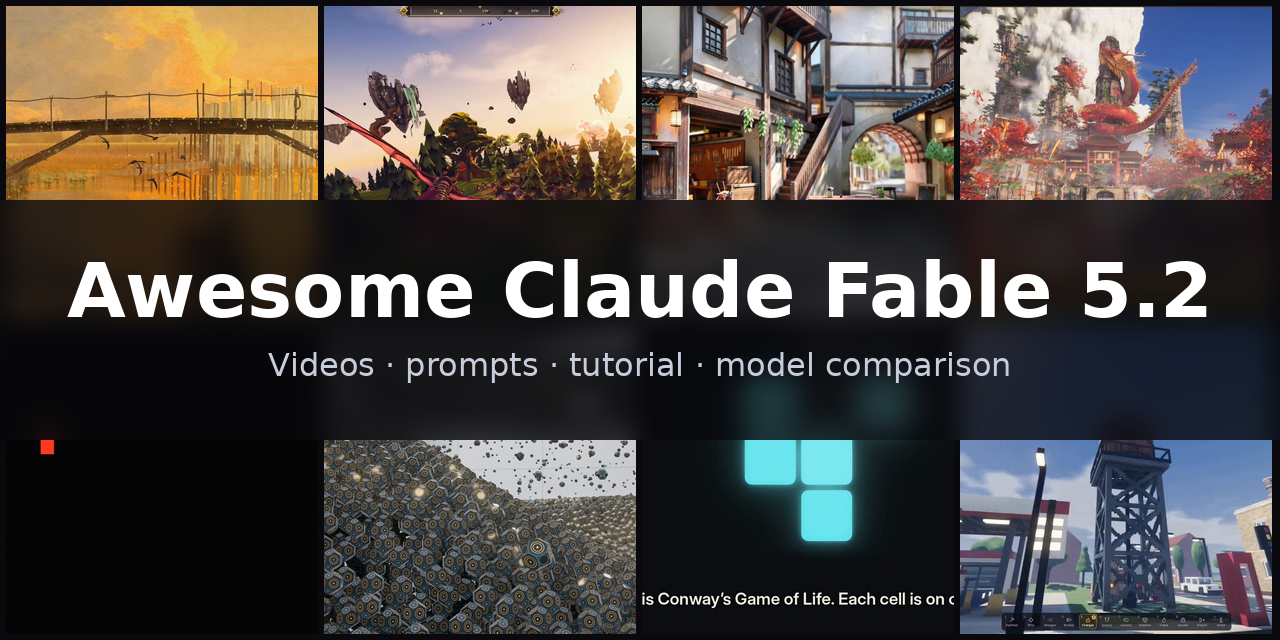 Awesome Claude Fable 5.2
Videos · prompts · tutorial · model comparison
is Conway's Game of Life. Each cell is on o